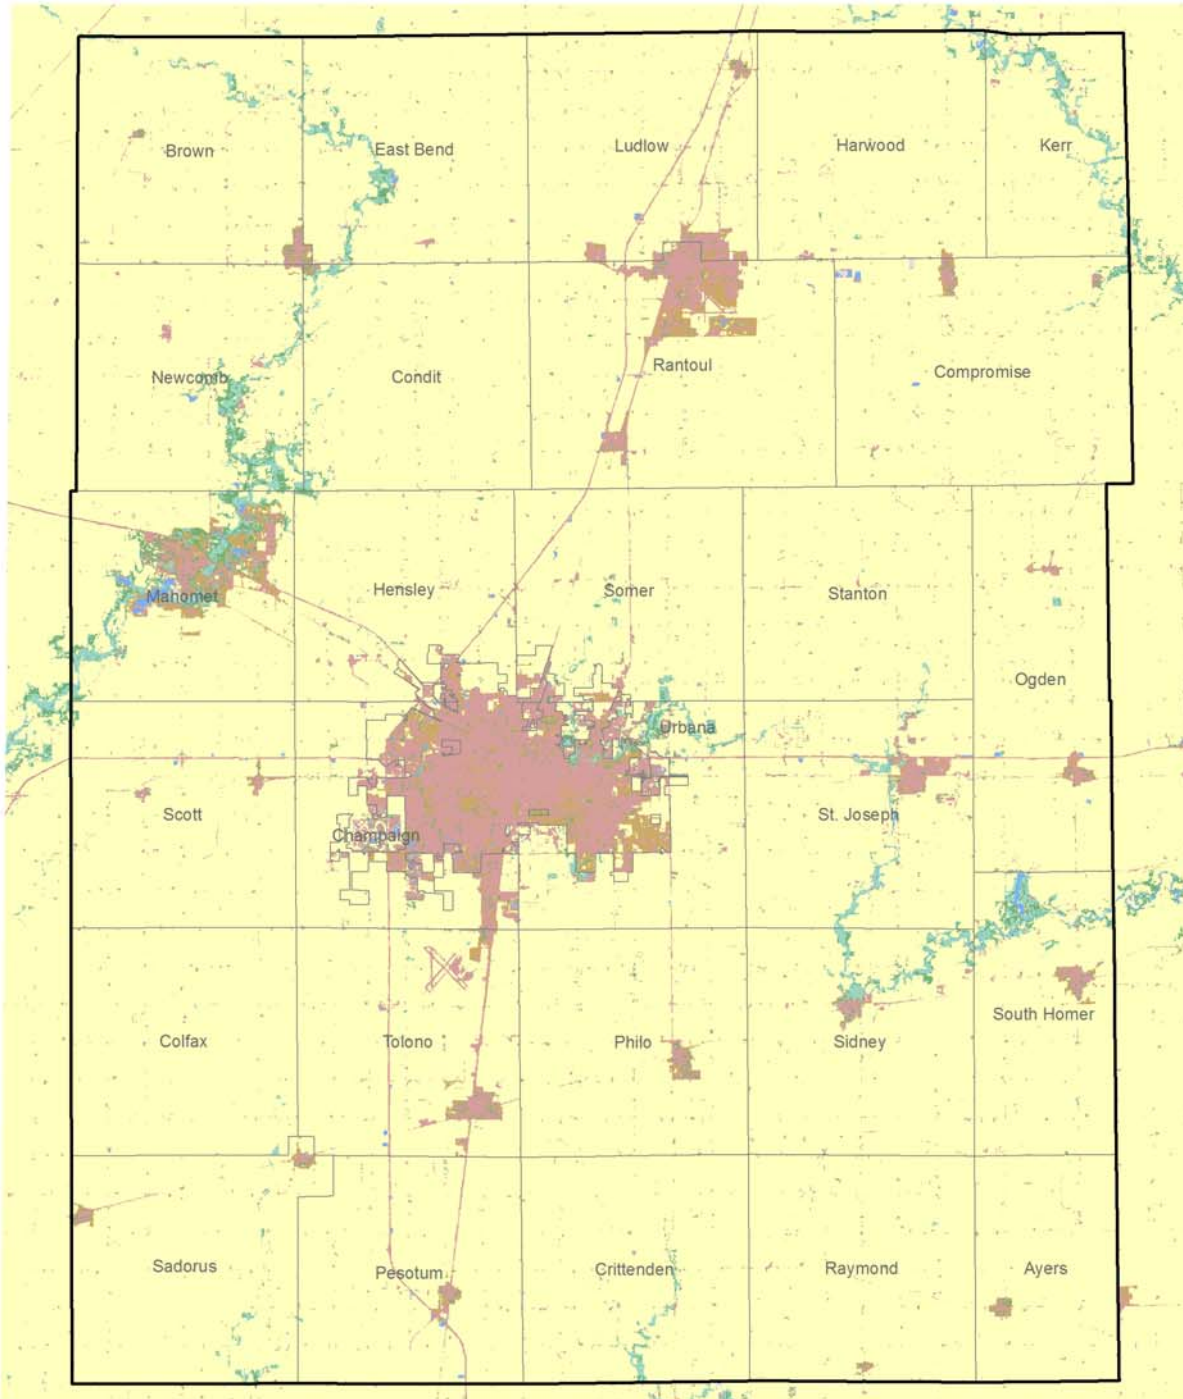 Brown
East Bend
Ludlow
Harwood
Kerr
Newcomb
Condit
Rantoul
Compromise
Mahomet
Hensley
Somer
Stanton
Ogden
Urbana
Scott
Champaign
St. Joseph
Colfax
Tolono
Philo
Sidney
South Homer
Sadorus
Pesotum
Crittenden
Raymond
Ayers